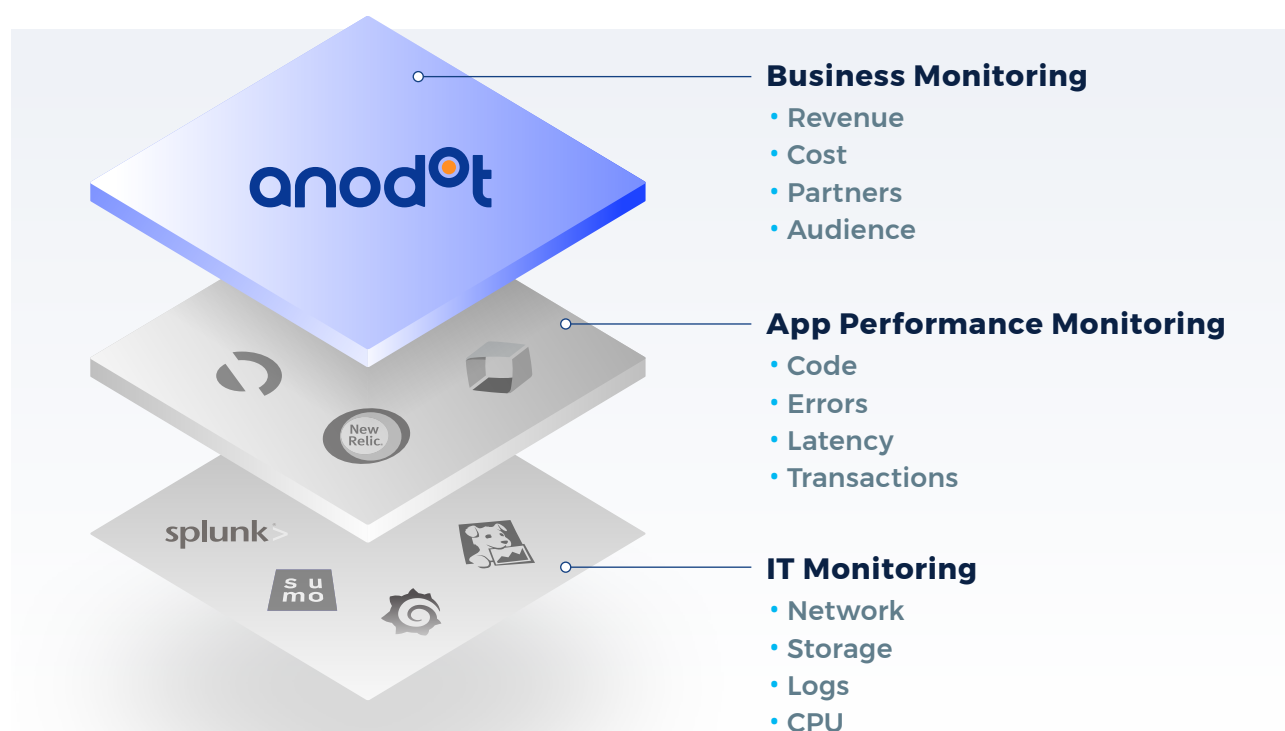 anodot
Business Monitoring
• Revenue
• Cost
• Partners
• Audience
New
Relic.
App Performance Monitoring
• Code
• Errors
• Latency
• Transactions
splunk>
su
mo
IT Monitoring
• Network
• Storage
• Logs
• CPU